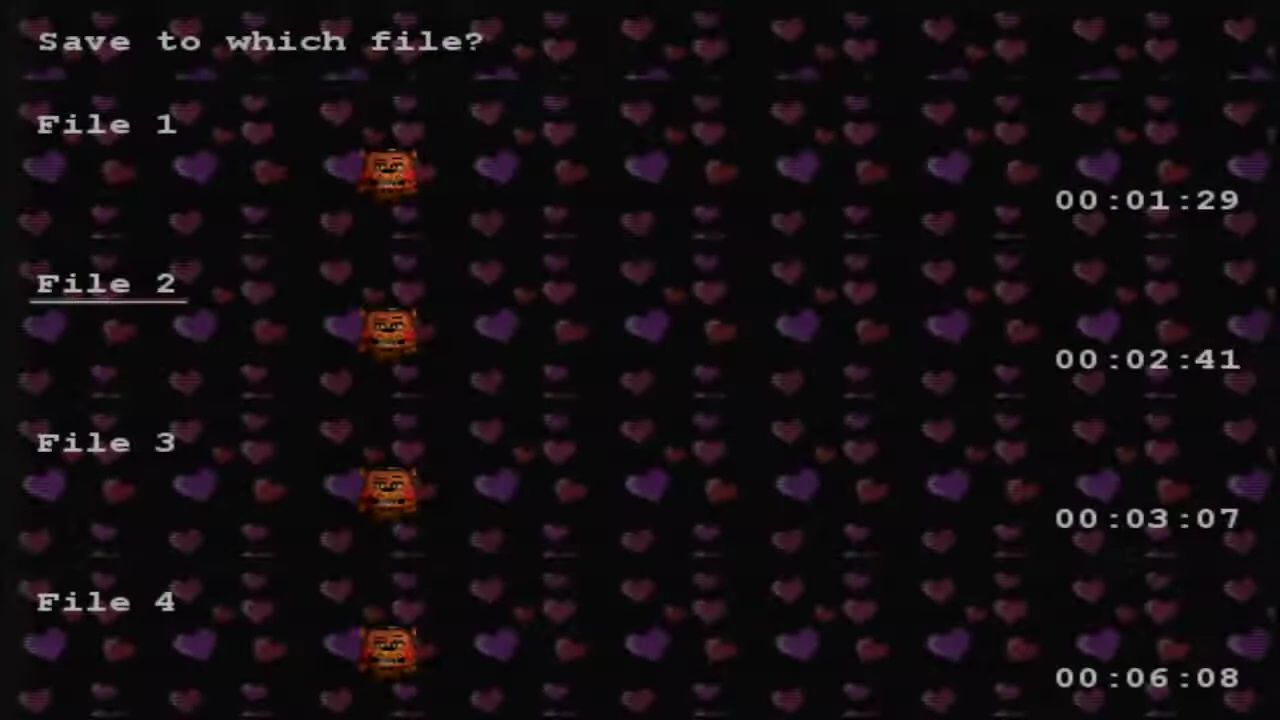 Save to which file?
File 1
00:01:29
File 2
00:02:41
File 3
00:03:07
File 4
00:06:08